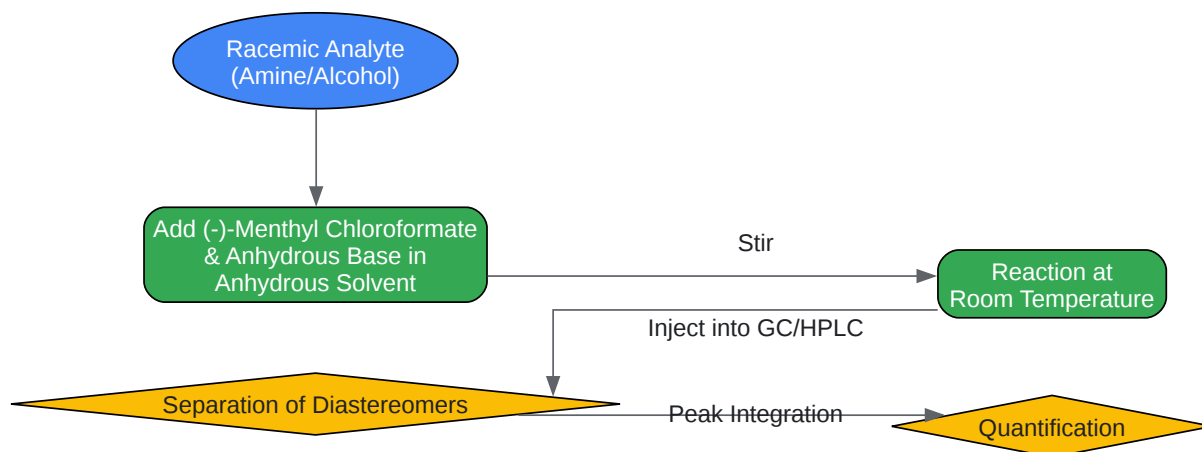 Racemic Analyte
(Amine/Alcohol)
Add (-)-Menthyl Chloroformate
& Anhydrous Base in
Anhydrous Solvent
Stir
Reaction at
Room Temperature
Inject into GC/HPLC
Separation of Diastereomers
Peak Integration
Quantification